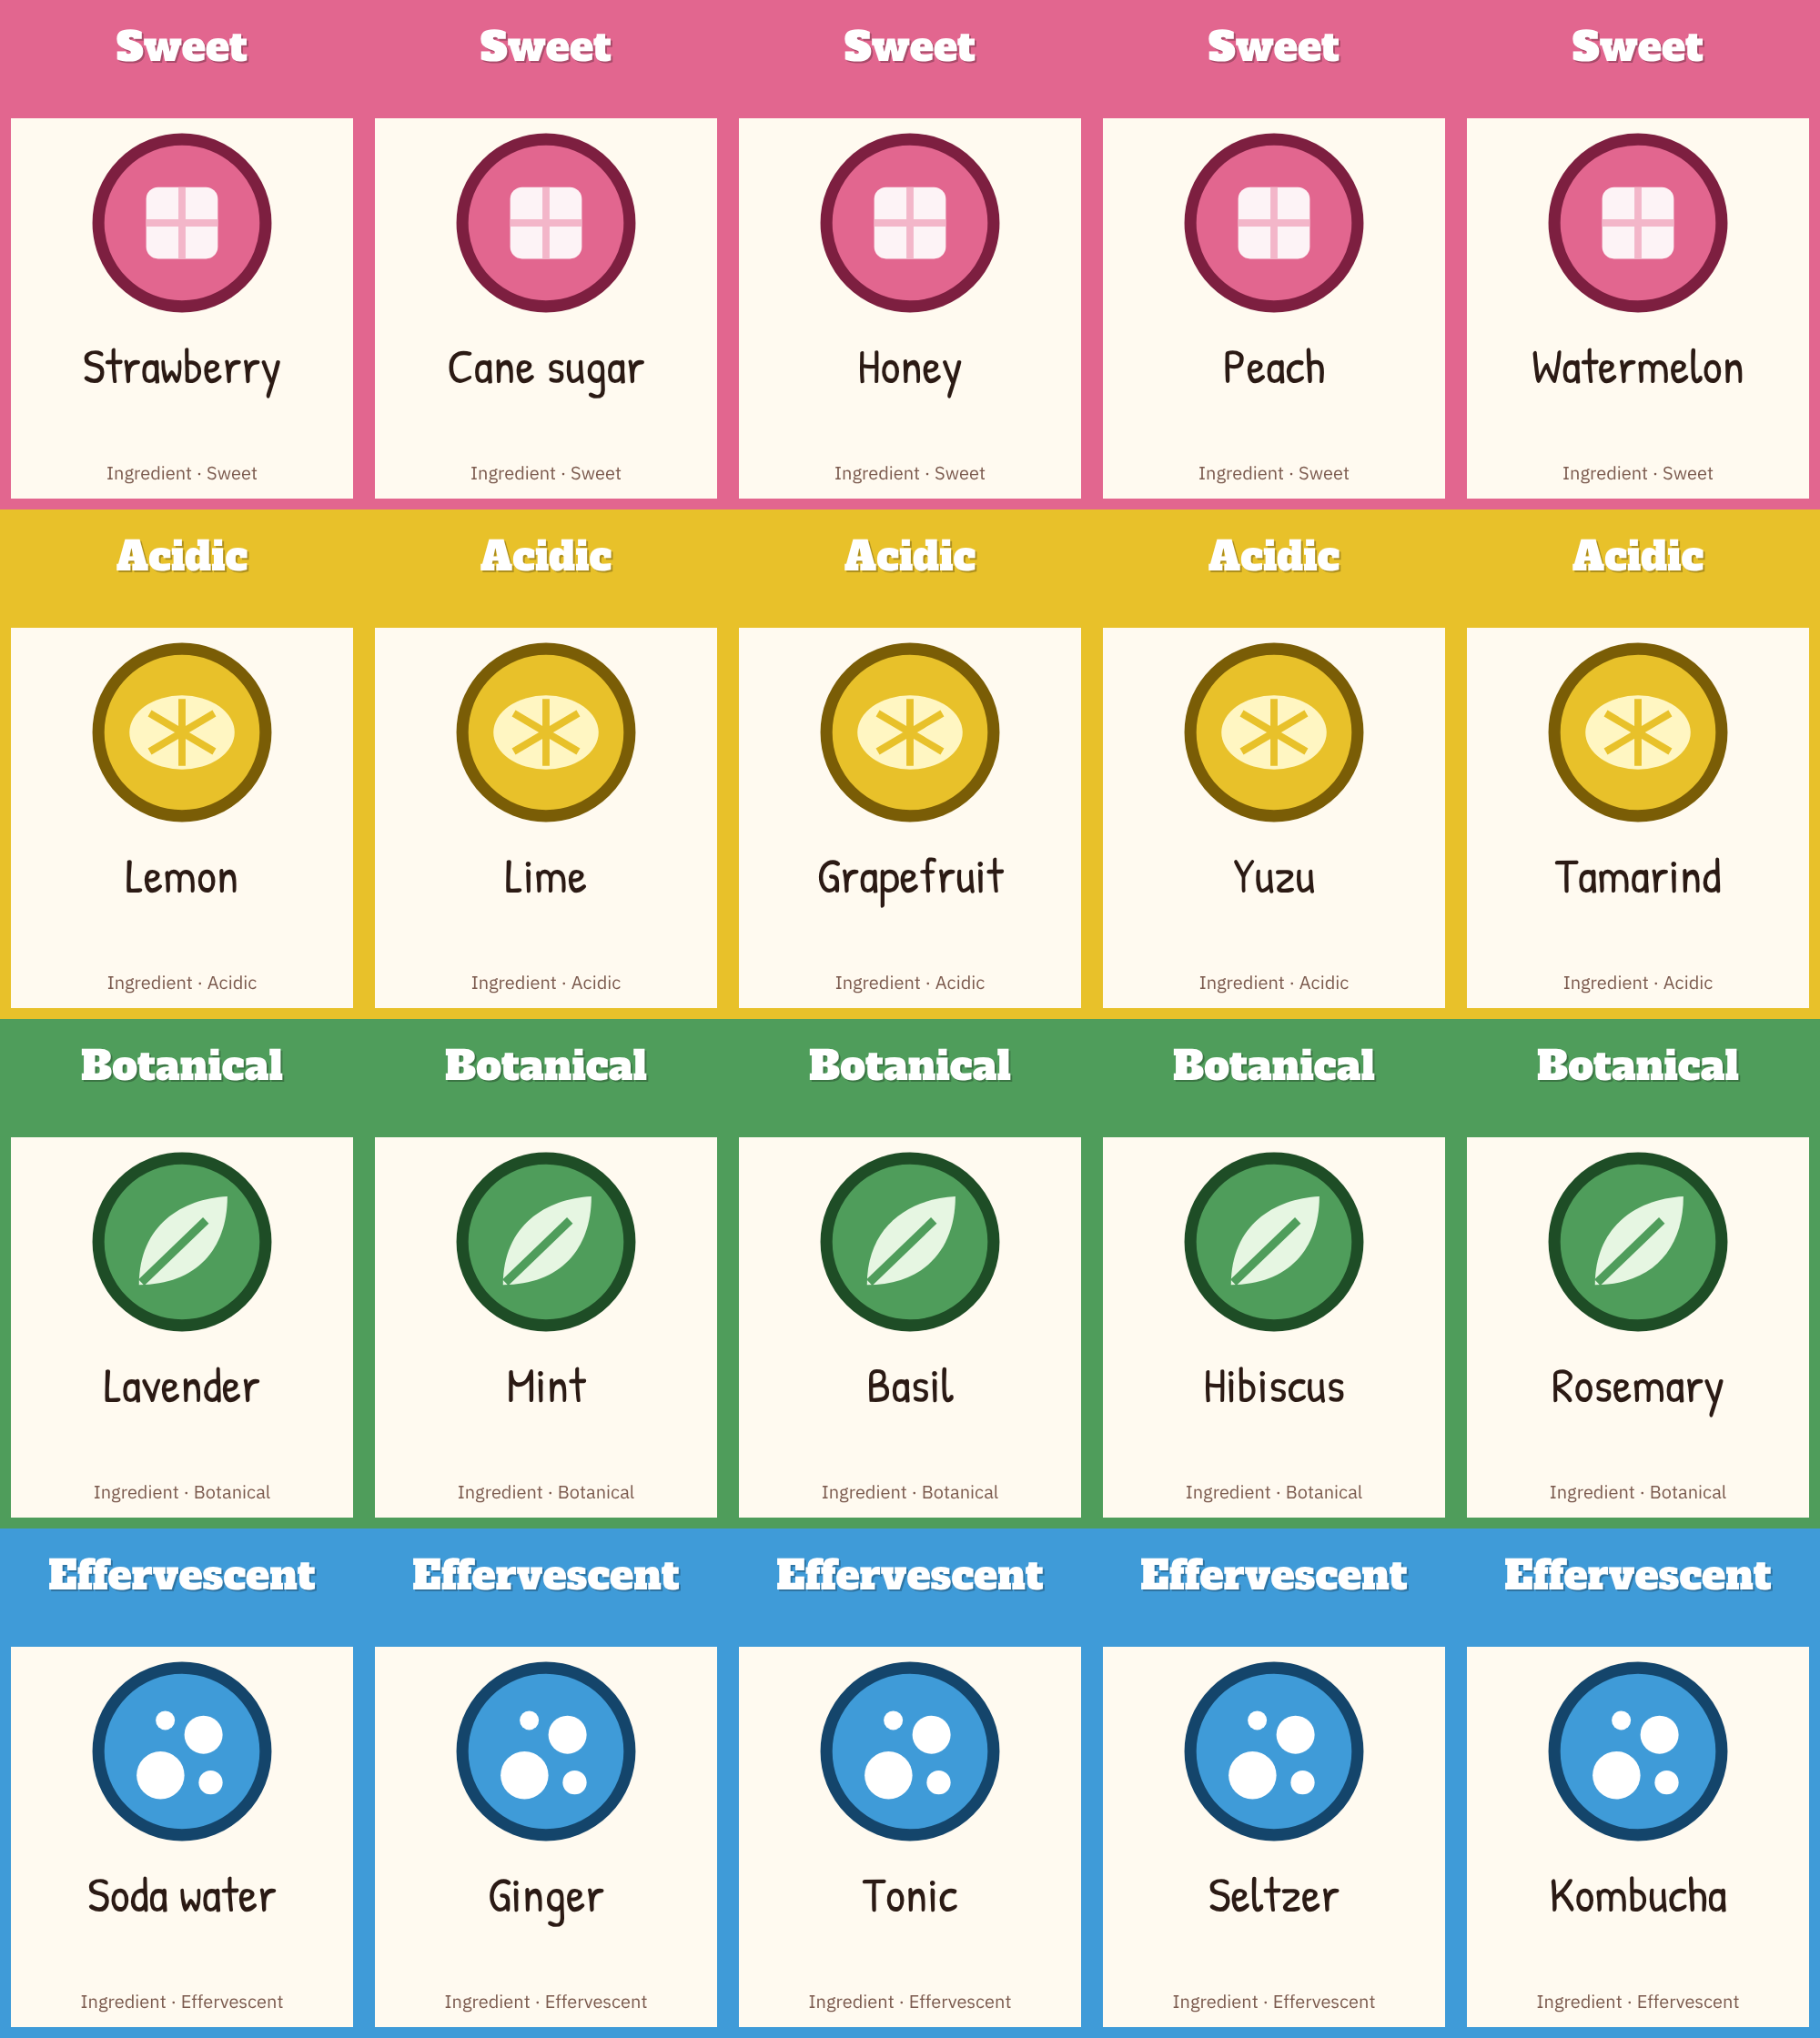 Sweet
Sweet
Sweet
Sweet
Sweet
Strawberry
Cane sugar
Honey
Peach
Watermelon
Ingredient · Sweet
Ingredient · Sweet
Ingredient · Sweet
Ingredient · Sweet
Ingredient · Sweet
Acidic
Acidic
Acidic
Acidic
Acidic
Lemon
Lime
Grapefruit
Yuzu
Tamarind
Ingredient · Acidic
Ingredient · Acidic
Ingredient · Acidic
Ingredient · Acidic
Ingredient · Acidic
Botanical
Botanical
Botanical
Botanical
Botanical
Lavender
Mint
Basil
Hibiscus
Rosemary
Ingredient · Botanical
Ingredient · Botanical
Ingredient · Botanical
Ingredient · Botanical
Ingredient · Botanical
Effervescent
Effervescent
Effervescent
Effervescent
Effervescent
Soda water
Ginger
Tonic
Seltzer
Kombucha
Ingredient · Effervescent
Ingredient · Effervescent
Ingredient · Effervescent
Ingredient · Effervescent
Ingredient · Effervescent